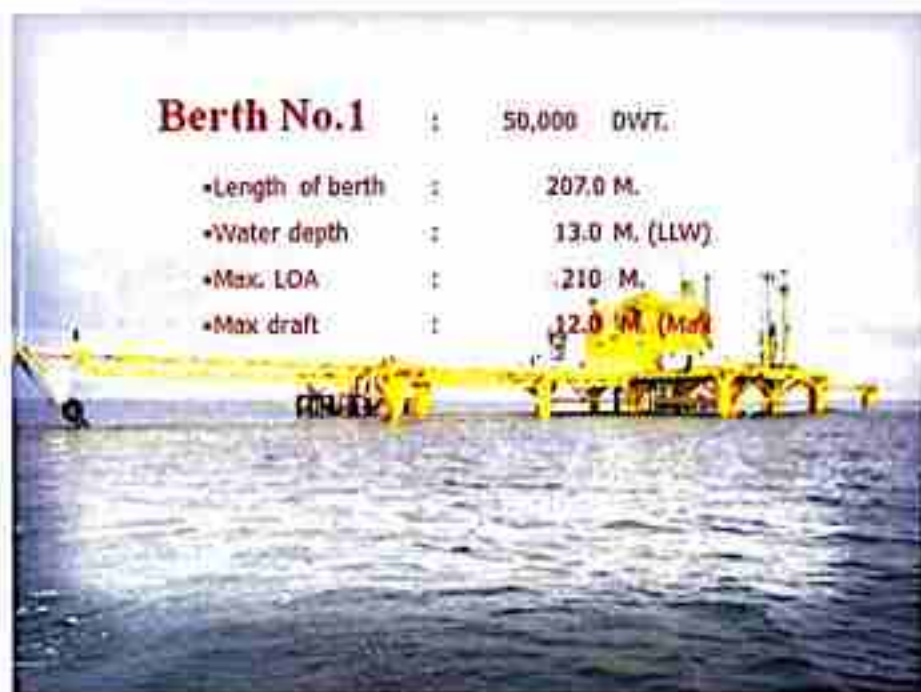 Berth No.1 : 50,000 DWT.
•Length of berth : 207.0 M.
•Water depth : 13.0 M. (LLW)
•Max. LOA : 210 M.
•Max draft : 12.0 M. (Max